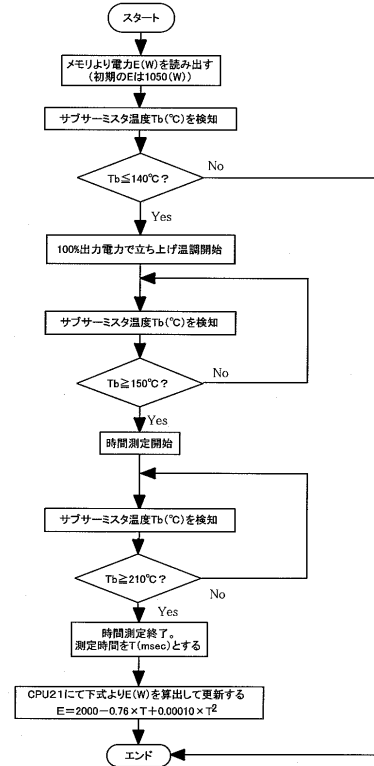 スタート
メモリより電力E(W)を読み出す
(初期のEは1050(W))
サブサーミスタ温度Tb(℃)を検知
Tb≦140℃?
No
Yes
100%出力電力で立ち上げ温調開始
サブサーミスタ温度Tb(℃)を検知
Tb≧150℃?
No
Yes
時間測定開始
サブサーミスタ温度Tb(℃)を検知
Tb≧210℃?
No
Yes
時間測定終了。
測定時間をT(msec)とする
CPU21にて下式よりE(W)を算出して更新する
E=2000-0.76×T+0.00010×T²
エンド